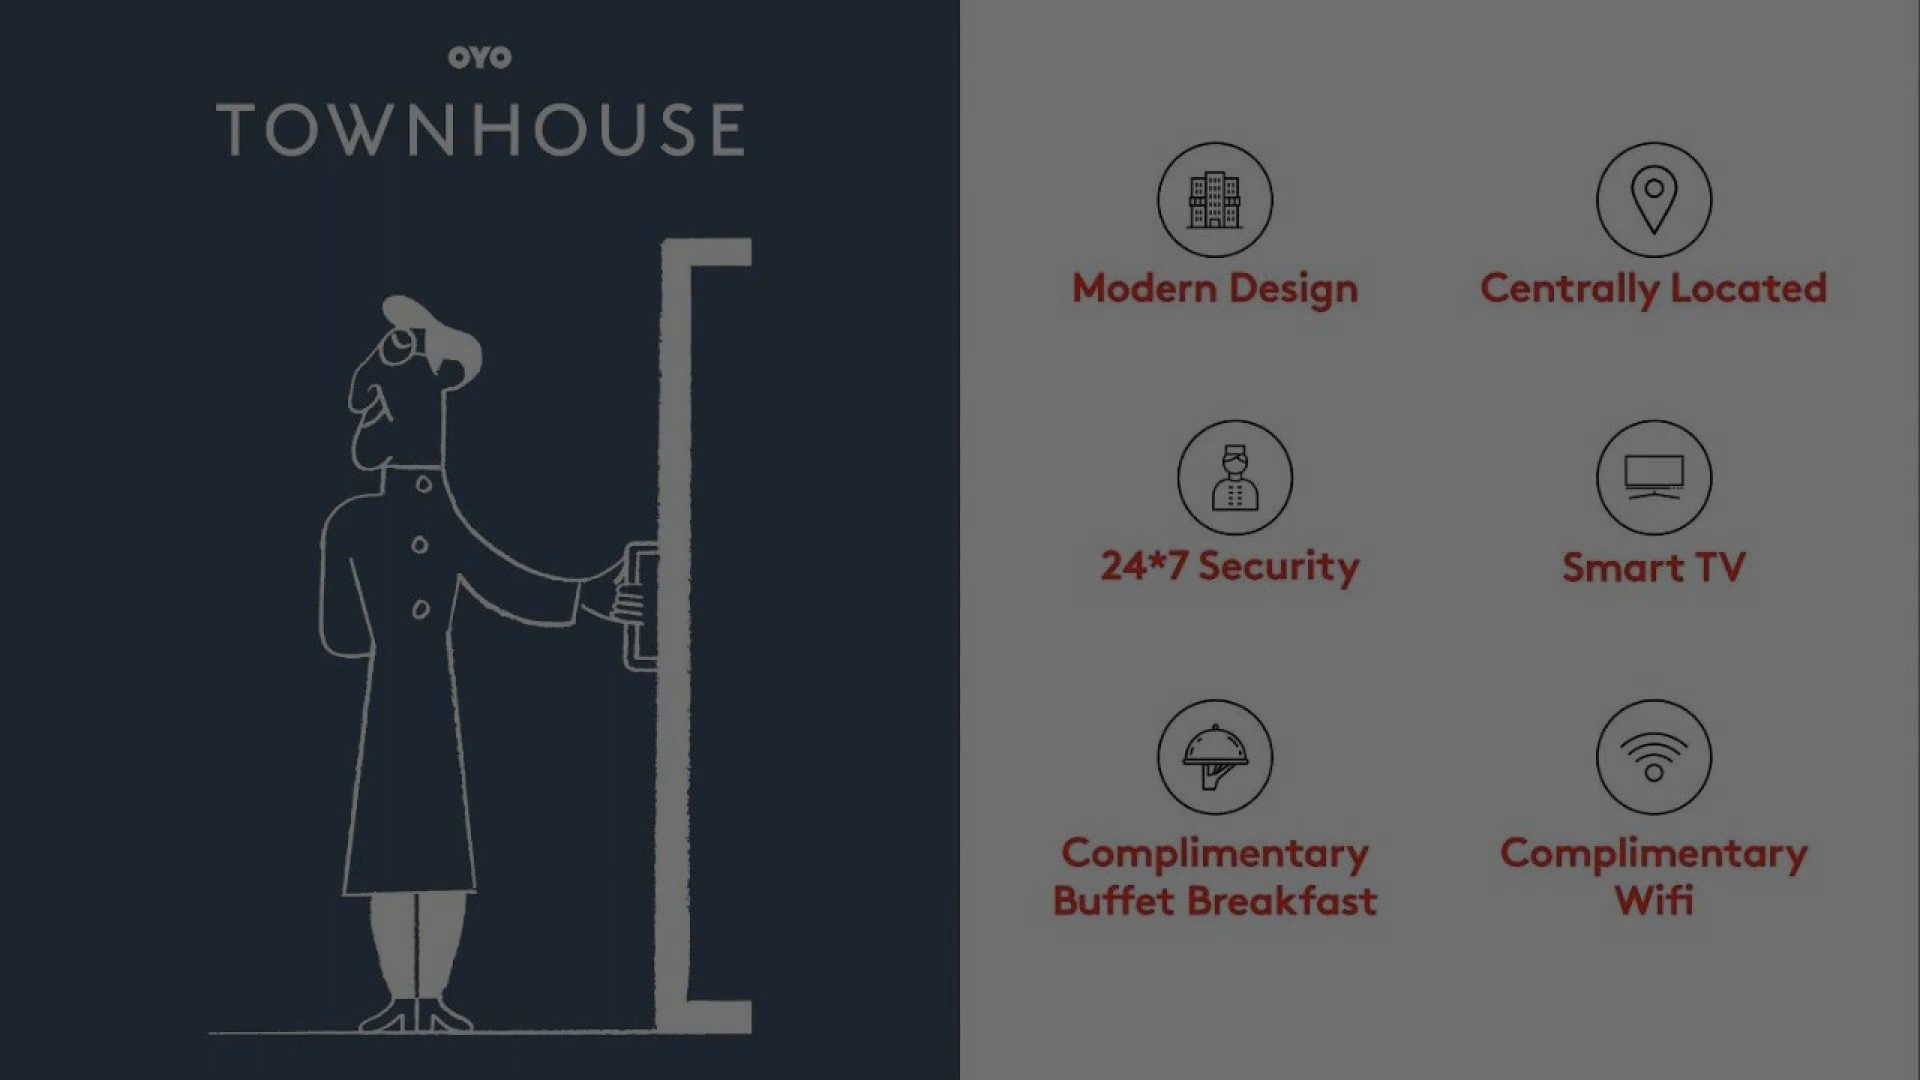 OYO
TOWNHOUSE
Modern Design
Centrally Located
24*7 Security
Smart TV
Complimentary
Buffet Breakfast
Complimentary
Wifi